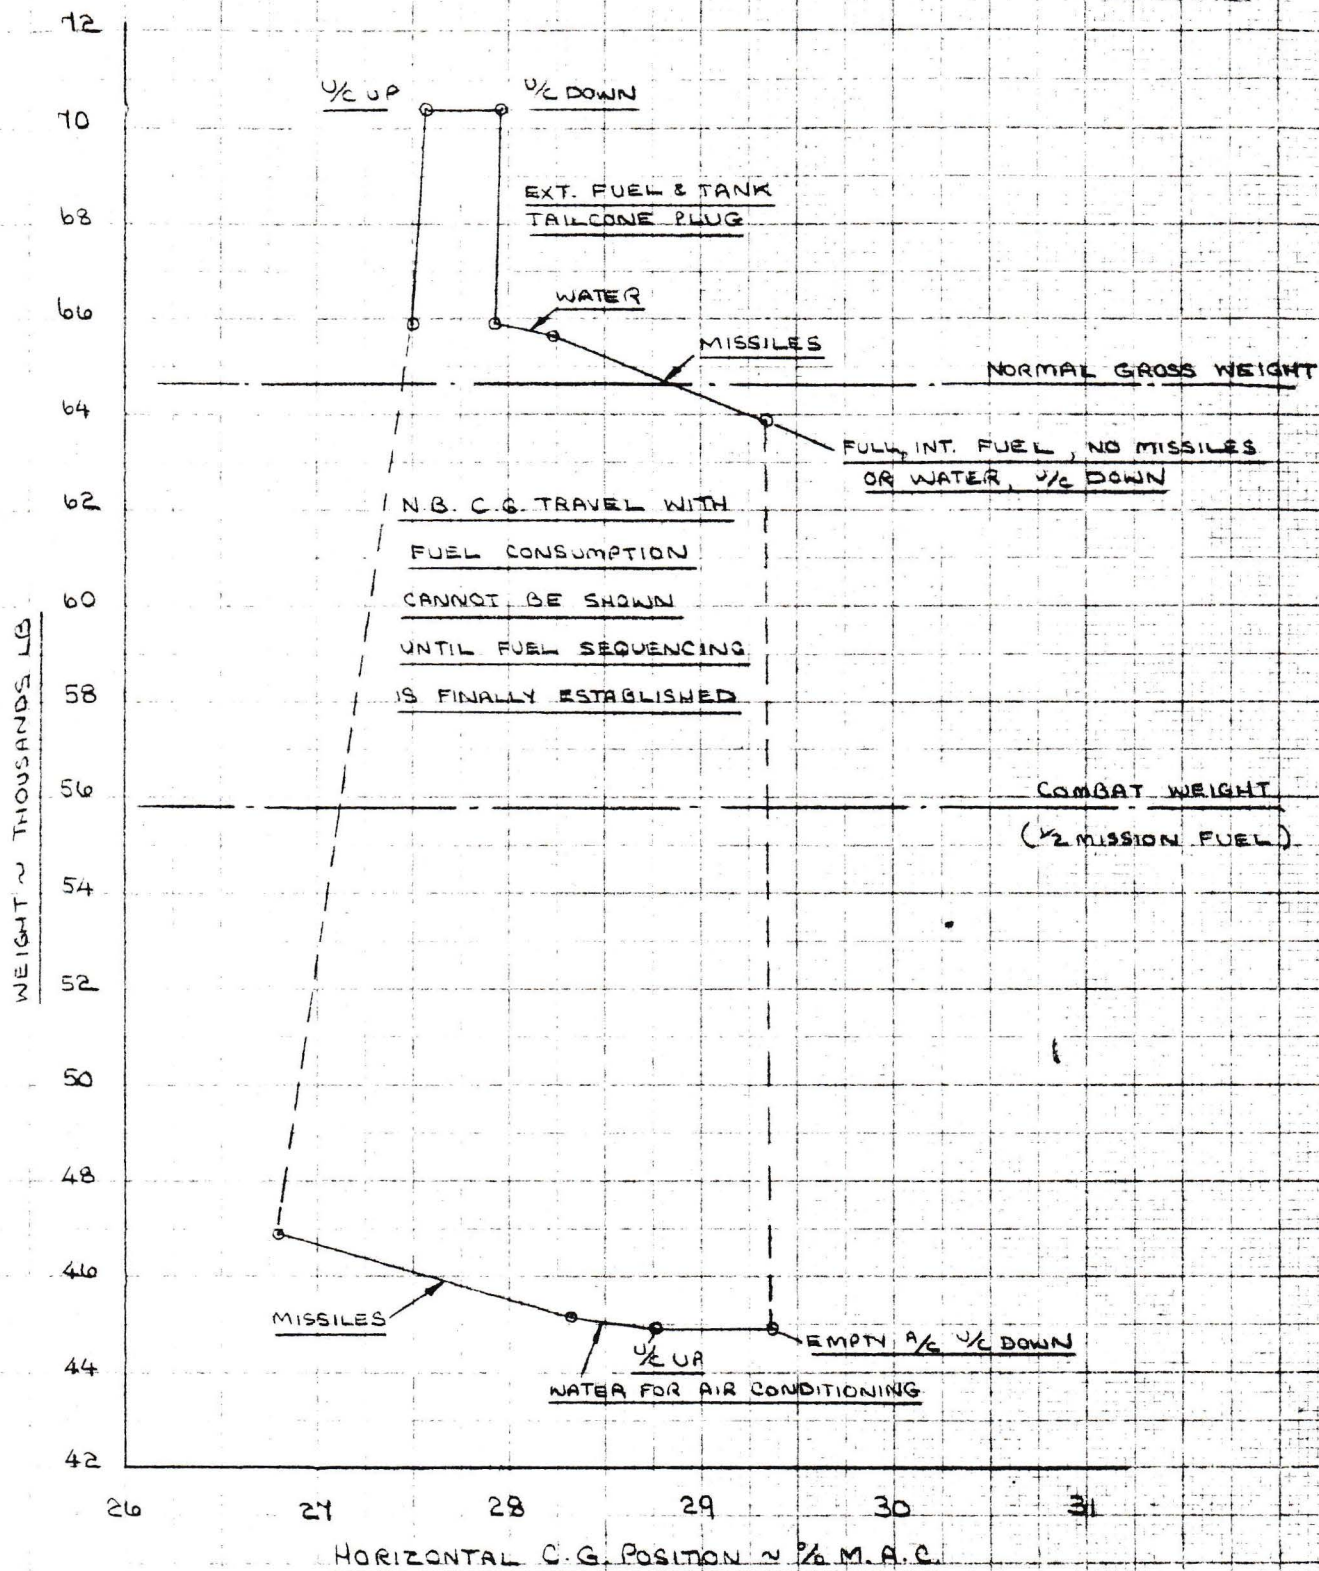 72
U/C UP
U/C DOWN
70
EXT. FUEL & TANK
TAILCONE PLUG
68
66
WATER
MISSILES
NORMAL GROSS WEIGHT
64
FULL INT. FUEL, NO MISSILES
OR WATER, U/C DOWN
62
N.B. C.G. TRAVEL WITH
FUEL CONSUMPTION
60
CANNOT BE SHOWN
UNTIL FUEL SEQUENCING
58
IS FINALLY ESTABLISHED
WEIGHT ~ THOUSANDS LB
56
COMBAT WEIGHT
(1/2 MISSION FUEL)
54
52
50
48
46
MISSILES
EMPTY A/C U/C DOWN
U/C UP
44
WATER FOR AIR CONDITIONING
42
26 27 28 29 30 31
HORIZONTAL C.G. POSITION ~ % M.A.C.